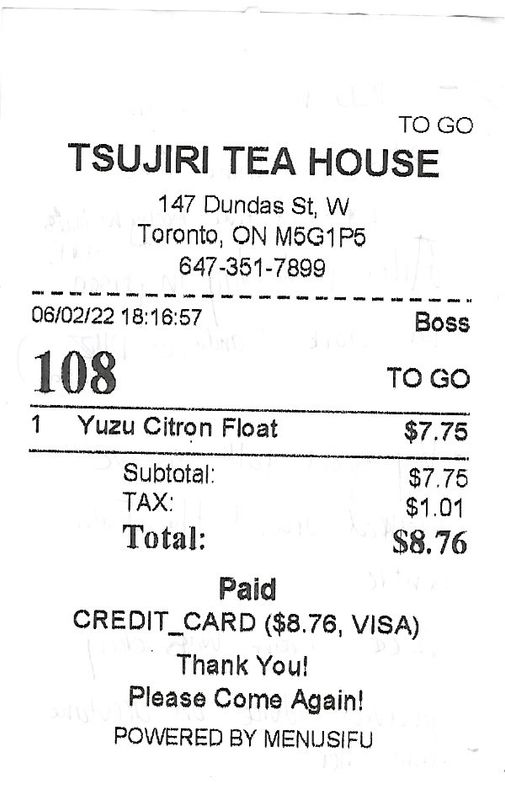 TO GO
TSUJIRI TEA HOUSE
147 Dundas St, W
Toronto, ON M5G1P5
647-351-7899
06/02/22 18:16:57 Boss
108 TO GO
1 Yuzu Citron Float $7.75
Subtotal: $7.75
TAX: $1.01
Total: $8.76
Paid
CREDIT_CARD ($8.76, VISA)
Thank You!
Please Come Again!
POWERED BY MENUSIFU